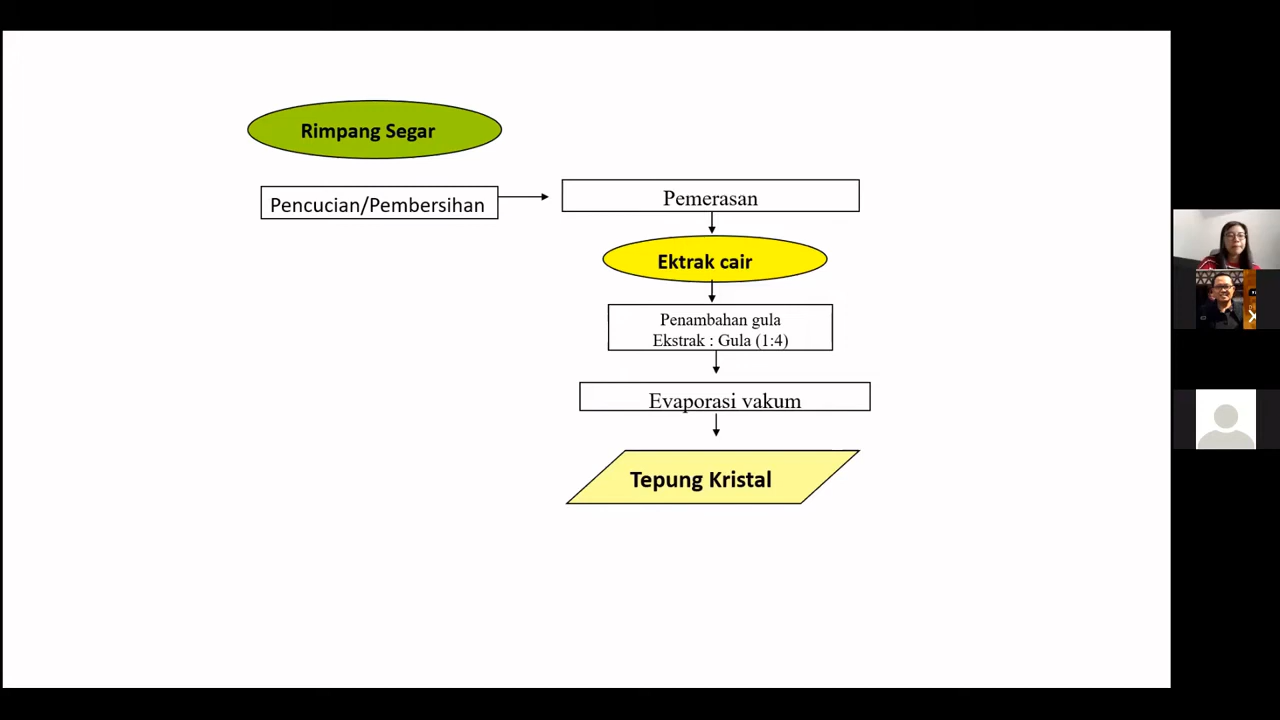 Rimpang Segar
Pencucian/Pembersihan
Pemerasan
Ektrak cair
Penambahan gula
Ekstrak : Gula (1:4)
Evaporasi vakum
Tepung Kristal